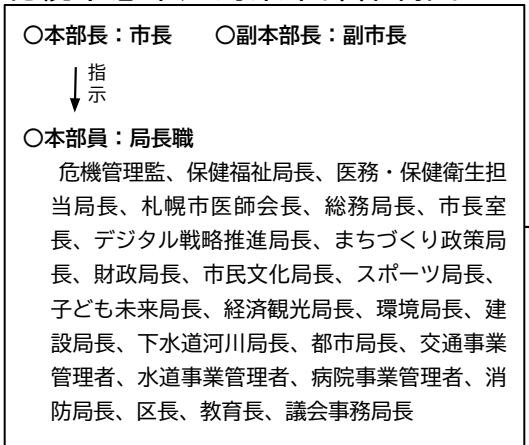 ○本部長：市長　○副本部長：副市長
指示
○本部員：局長職
危機管理監、保健福祉局長、医務・保健衛生担
当局長、札幌市医師会長、総務局長、市長室
長、デジタル戦略推進局長、まちづくり政策局
長、財政局長、市民文化局長、スポーツ局長、
子ども未来局長、経済観光局長、環境局長、建
設局長、下水道河川局長、都市局長、交通事業
管理者、水道事業管理者、病院事業管理者、消
防局長、区長、教育長、議会事務局長